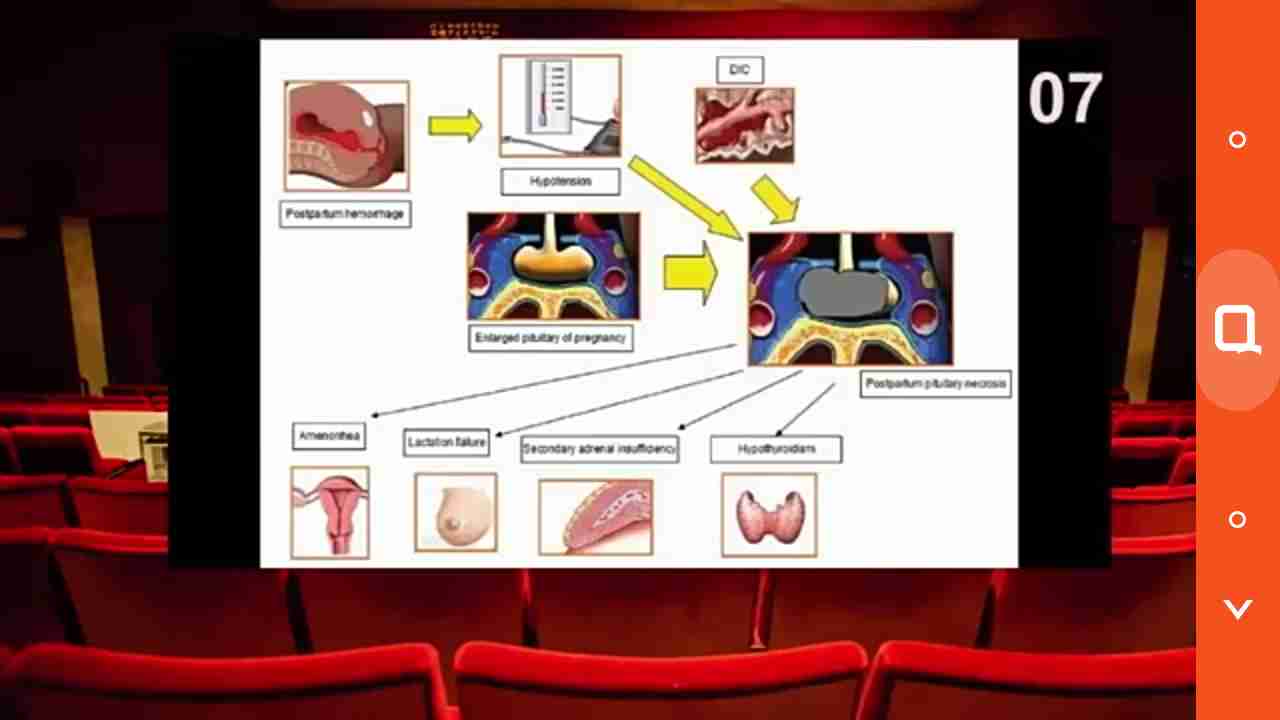 07
DIC
Hypotension
Postpartum hemorrhage
Enlarged pituitary of pregnancy
Postpartum pituitary necrosis
Amenorrhea
Lactation failure
Secondary adrenal insufficiency
Hypothyroidism